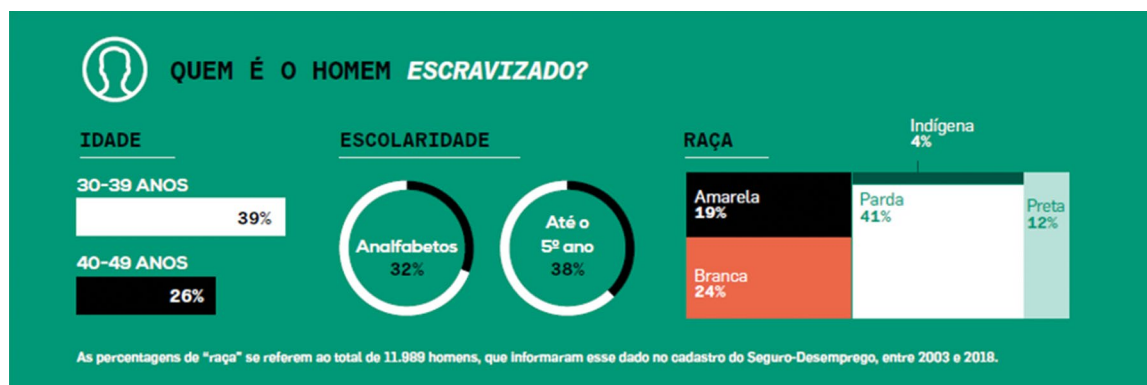 QUEM É O HOMEM ESCRAVIZADO?
IDADE
30-39 ANOS
39%
40-49 ANOS
26%
ESCOLARIDADE
Analfabetos
32%
Até o
5º ano
38%
RAÇA
Indígena
4%
Amarela
19%
Branca
24%
Parda
41%
Preta
12%
As percentagens de "raça" se referem ao total de 11.989 homens, que informaram esse dado no cadastro do Seguro-Desemprego, entre 2003 e 2018.